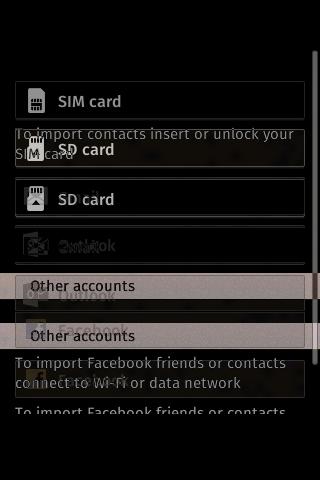 SIM card
To import contacts insert or unlock your
SIM card
SD card
Gmail
SD card
Outlook
Gmail
Other accounts
Outlook
Facebook
Other accounts
To import Facebook friends or contacts
connect to Wi-Fi or data network
Facebook
To import Facebook friends or contacts